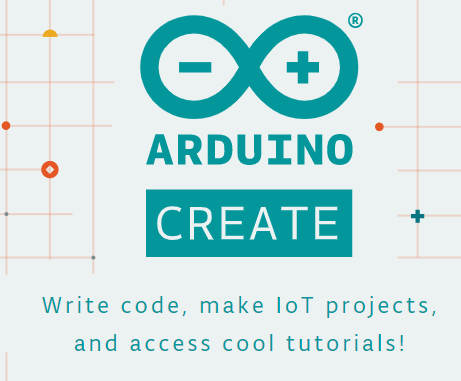 ®
ARDUINO
CREATE
Write code, make IoT projects,
and access cool tutorials!